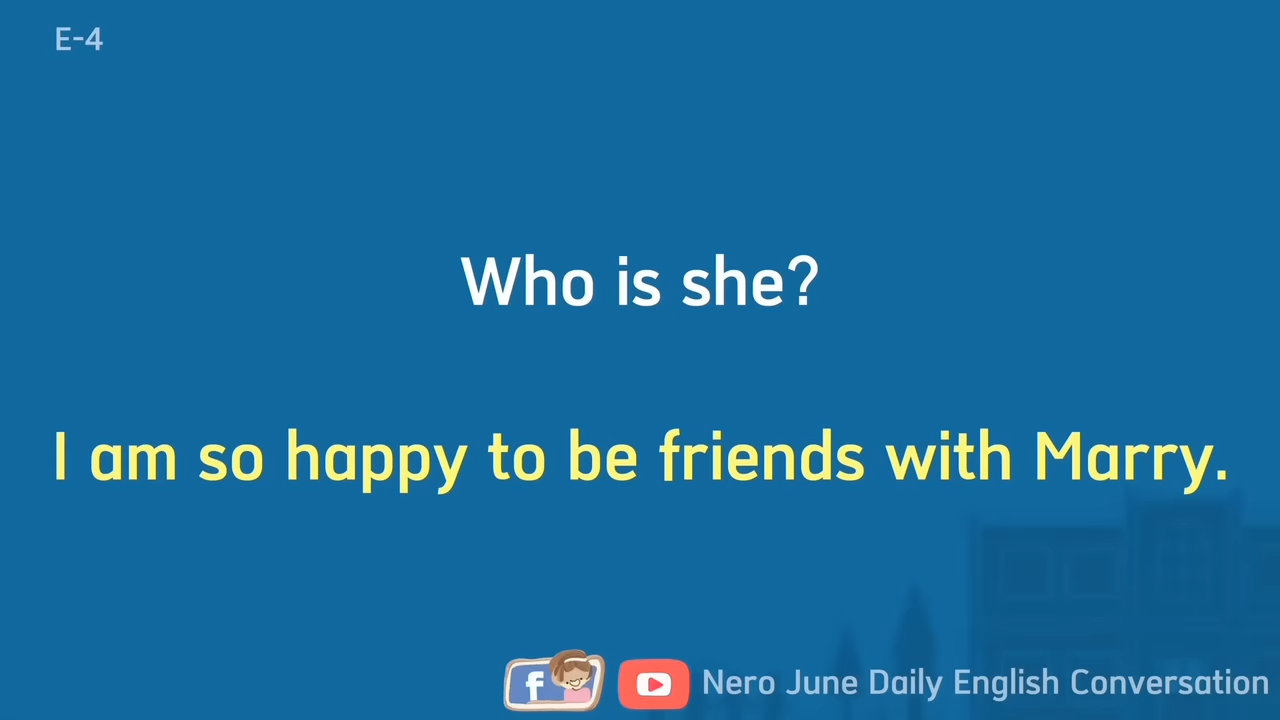 E-4
Who is she?
I am so happy to be friends with Marry.
f
Nero June Daily English Conversation